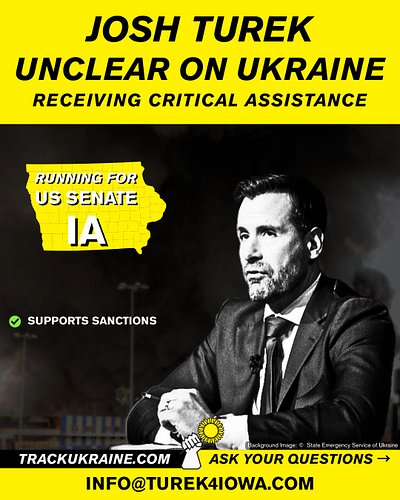 JOSH TUREK
UNCLEAR ON UKRAINE
RECEIVING CRITICAL ASSISTANCE
RUNNING FOR
US SENATE
IA
SUPPORTS SANCTIONS
Background Image: © State Emergency Service of Ukraine
TRACKUKRAINE.COM
ASK YOUR QUESTIONS →
INFO@TUREK4IOWA.COM